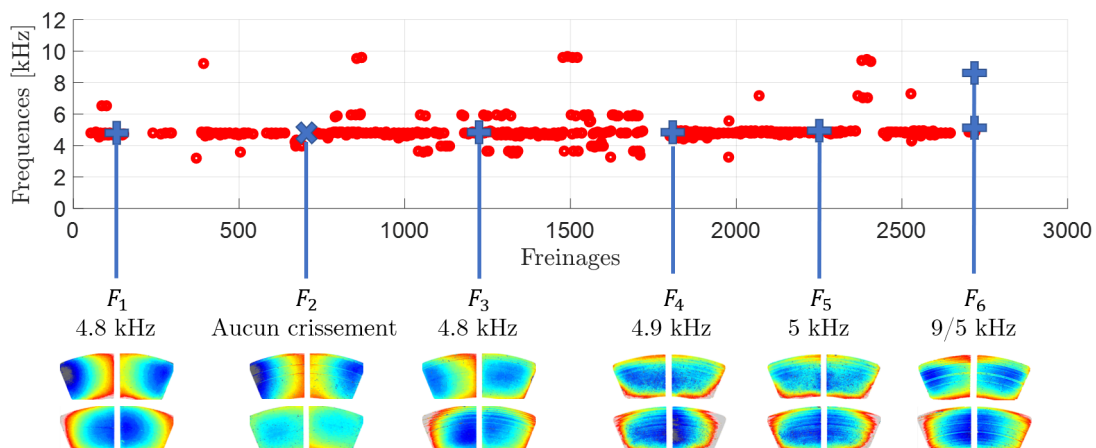 12
10
8
6
4
2
0
Frequences [kHz]
0 500 1000 1500 2000 2500 3000
Freinages
F₁ F₂ F₃ F₄ F₅ F₆
4.8 kHz Aucun crissement 4.8 kHz 4.9 kHz 5 kHz 9/5 kHz